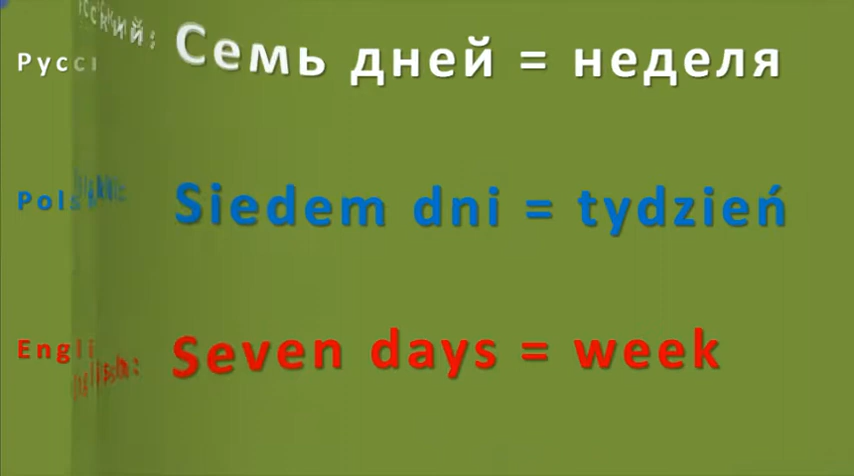 Семь дней = неделя
Siedem dni = tydzień
Seven days = week